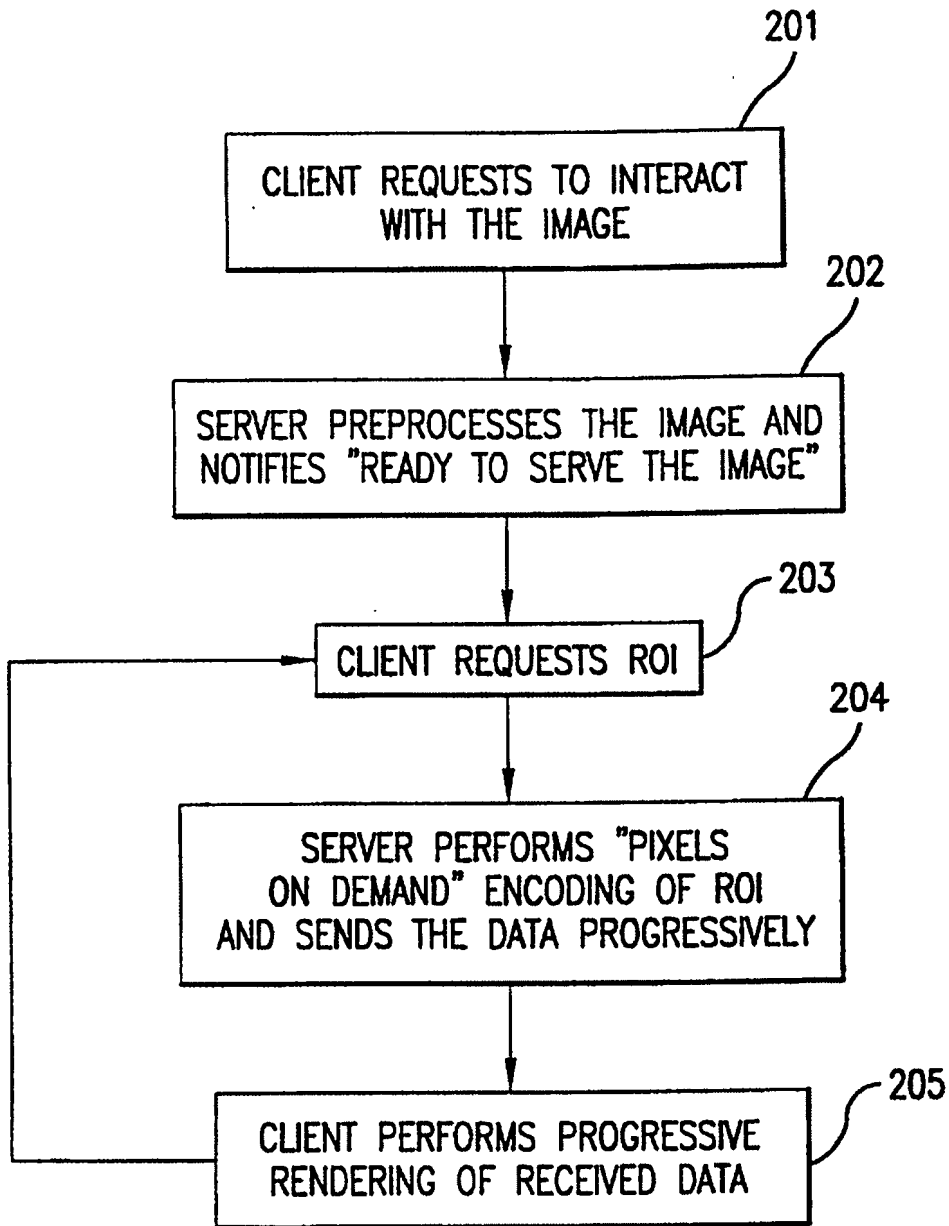 201
CLIENT REQUESTS TO INTERACT
WITH THE IMAGE
202
SERVER PREPROCESSES THE IMAGE AND
NOTIFIES "READY TO SERVE THE IMAGE"
203
CLIENT REQUESTS ROI
204
SERVER PERFORMS "PIXELS
ON DEMAND" ENCODING OF ROI
AND SENDS THE DATA PROGRESSIVELY
205
CLIENT PERFORMS PROGRESSIVE
RENDERING OF RECEIVED DATA